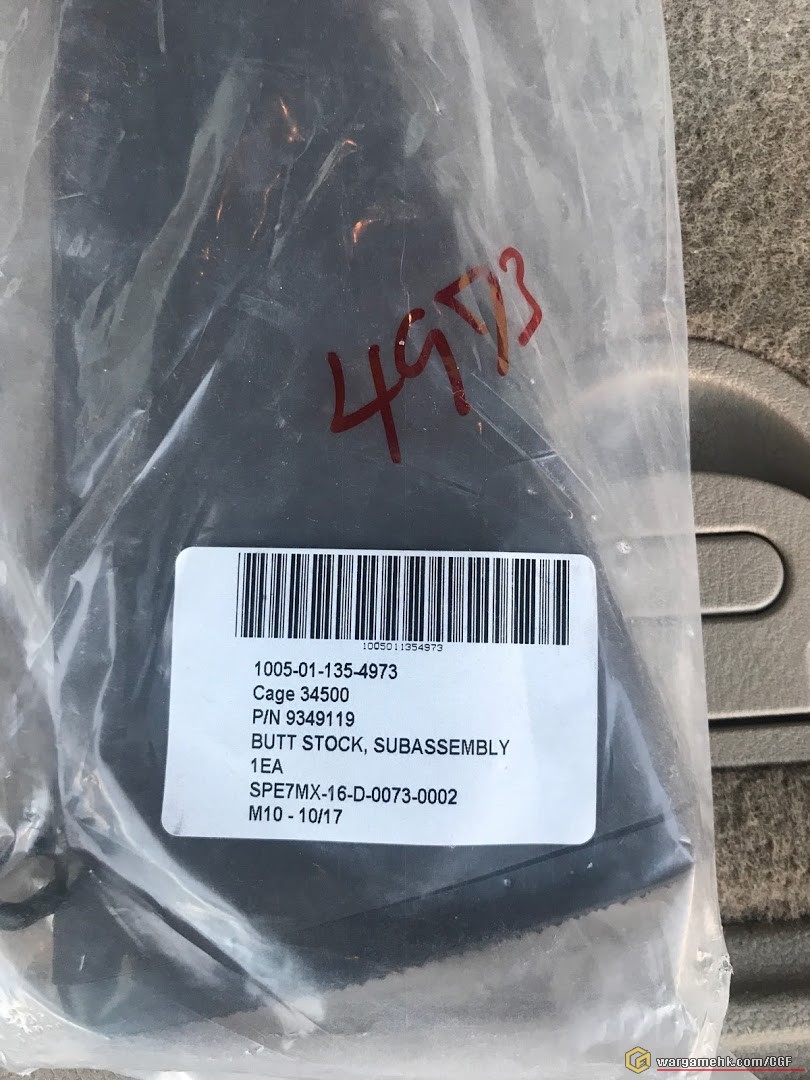 4973
1005011354973
1005-01-135-4973
Cage 34500
P/N 9349119
BUTT STOCK, SUBASSEMBLY
1EA
SPE7MX-16-D-0073-0002
M10 - 10/17
wargamehk.com/CGF